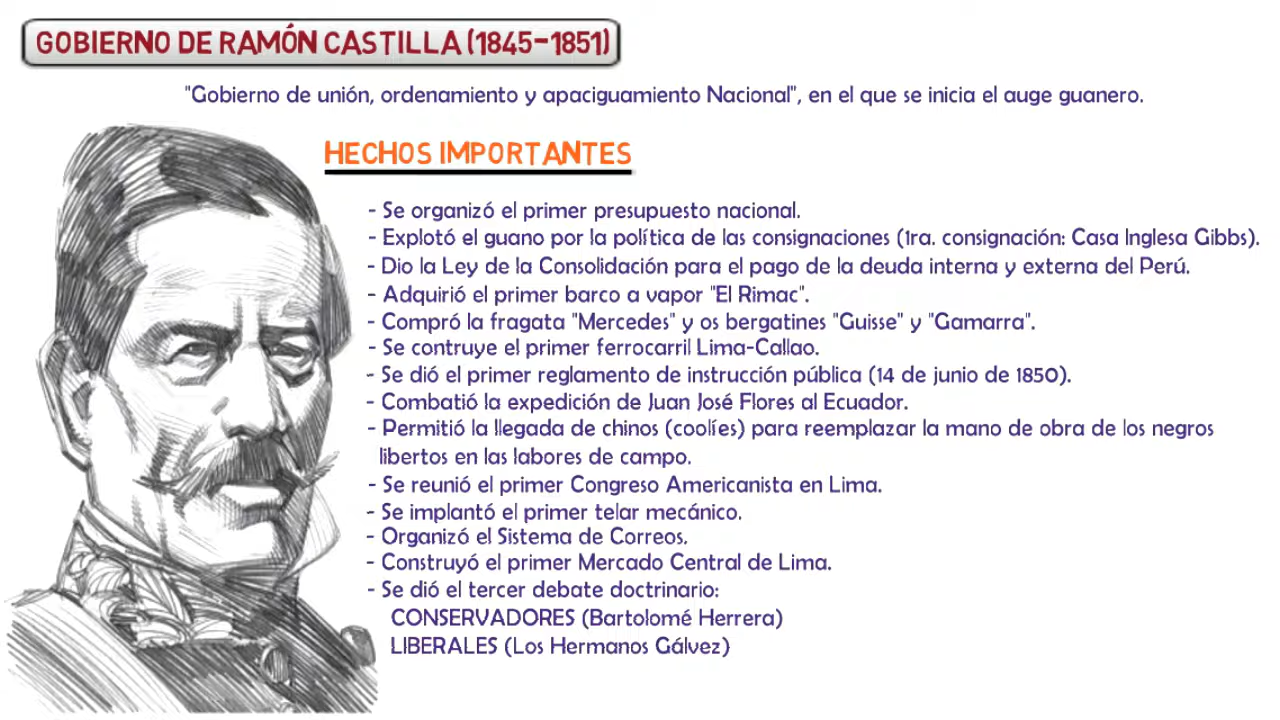 GOBIERNO DE RAMÓN CASTILLA (1845-1851)
"Gobierno de unión, ordenamiento y apaciguamiento Nacional", en el que se inicia el auge guanero.
HECHOS IMPORTANTES
- Se organizó el primer presupuesto nacional.
- Explotó el guano por la política de las consignaciones (1ra. consignación: Casa Inglesa Gibbs).
- Dio la Ley de la Consolidación para el pago de la deuda interna y externa del Perú.
- Adquirió el primer barco a vapor "El Rimac".
- Compró la fragata "Mercedes" y os bergatines "Guisse" y "Gamarra".
- Se contruye el primer ferrocarril Lima-Callao.
- Se dió el primer reglamento de instrucción pública (14 de junio de 1850).
- Combatió la expedición de Juan José Flores al Ecuador.
- Permitió la llegada de chinos (coolíes) para reemplazar la mano de obra de los negros
libertos en las labores de campo.
- Se reunió el primer Congreso Americanista en Lima.
- Se implantó el primer telar mecánico.
- Organizó el Sistema de Correos.
- Construyó el primer Mercado Central de Lima.
- Se dió el tercer debate doctrinario:
CONSERVADORES (Bartolomé Herrera)
LIBERALES (Los Hermanos Gálvez)